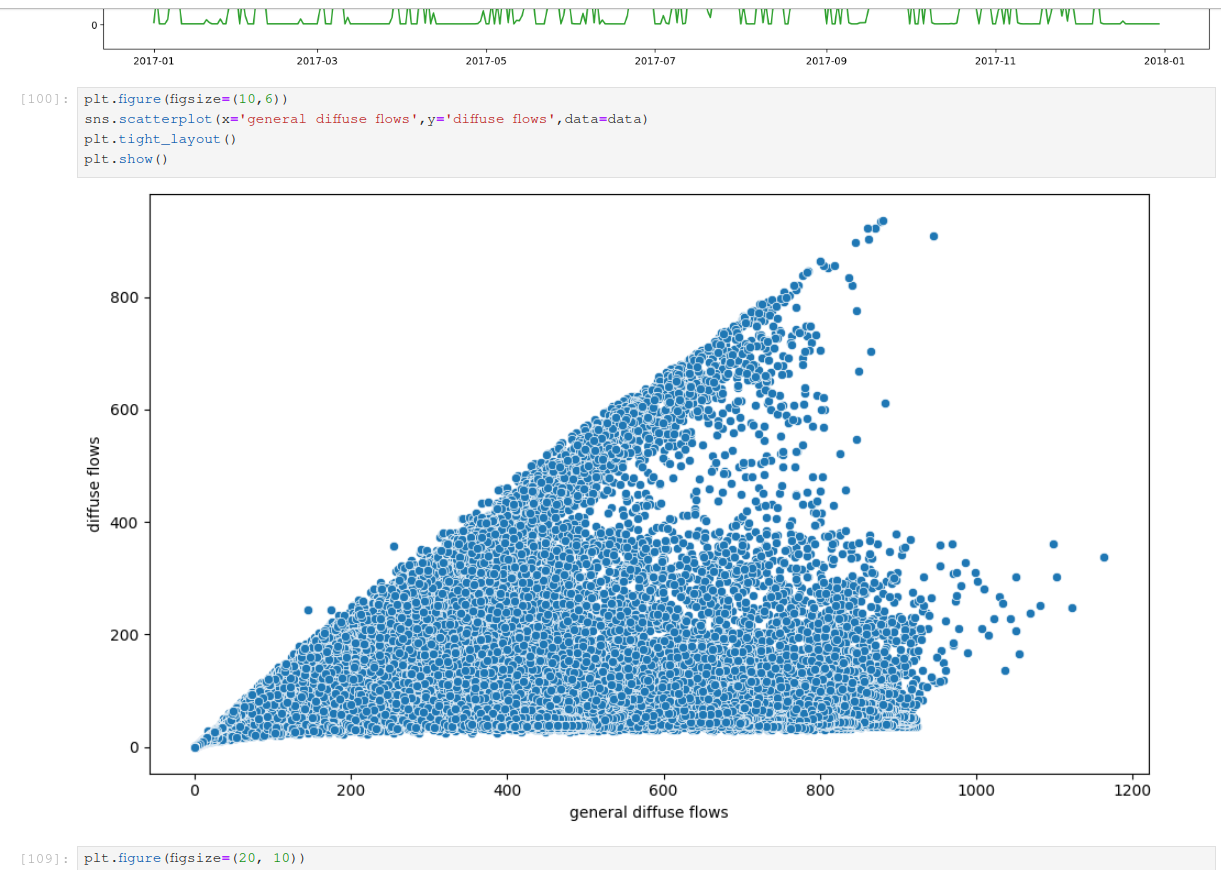 0
2017-01 2017-03 2017-05 2017-07 2017-09 2017-11 2018-01
[100]: plt.figure(figsize=(10,6))
sns.scatterplot(x='general diffuse flows',y='diffuse flows',data=data)
plt.tight_layout()
plt.show()
800
600
400
200
0
diffuse flows
0 200 400 600 800 1000 1200
general diffuse flows
[109]: plt.figure(figsize=(20, 10))